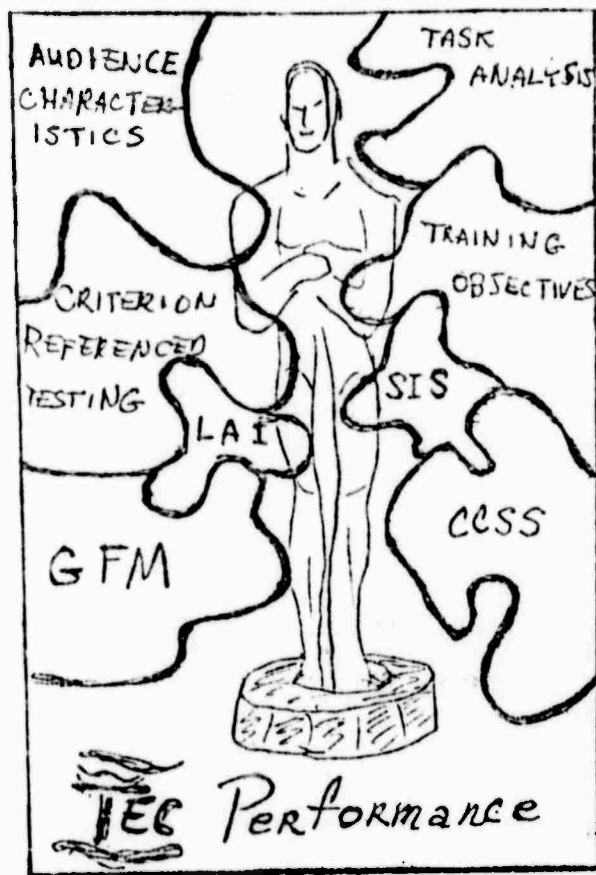 AUDIENCE
CHARACTER-
ISTICS
TASK
ANALYSIS
TRAINING
OBJECTIVES
CRITERION
REFERENCED
TESTING
LAI
SIS
GFM
CCSS
TEC Performance